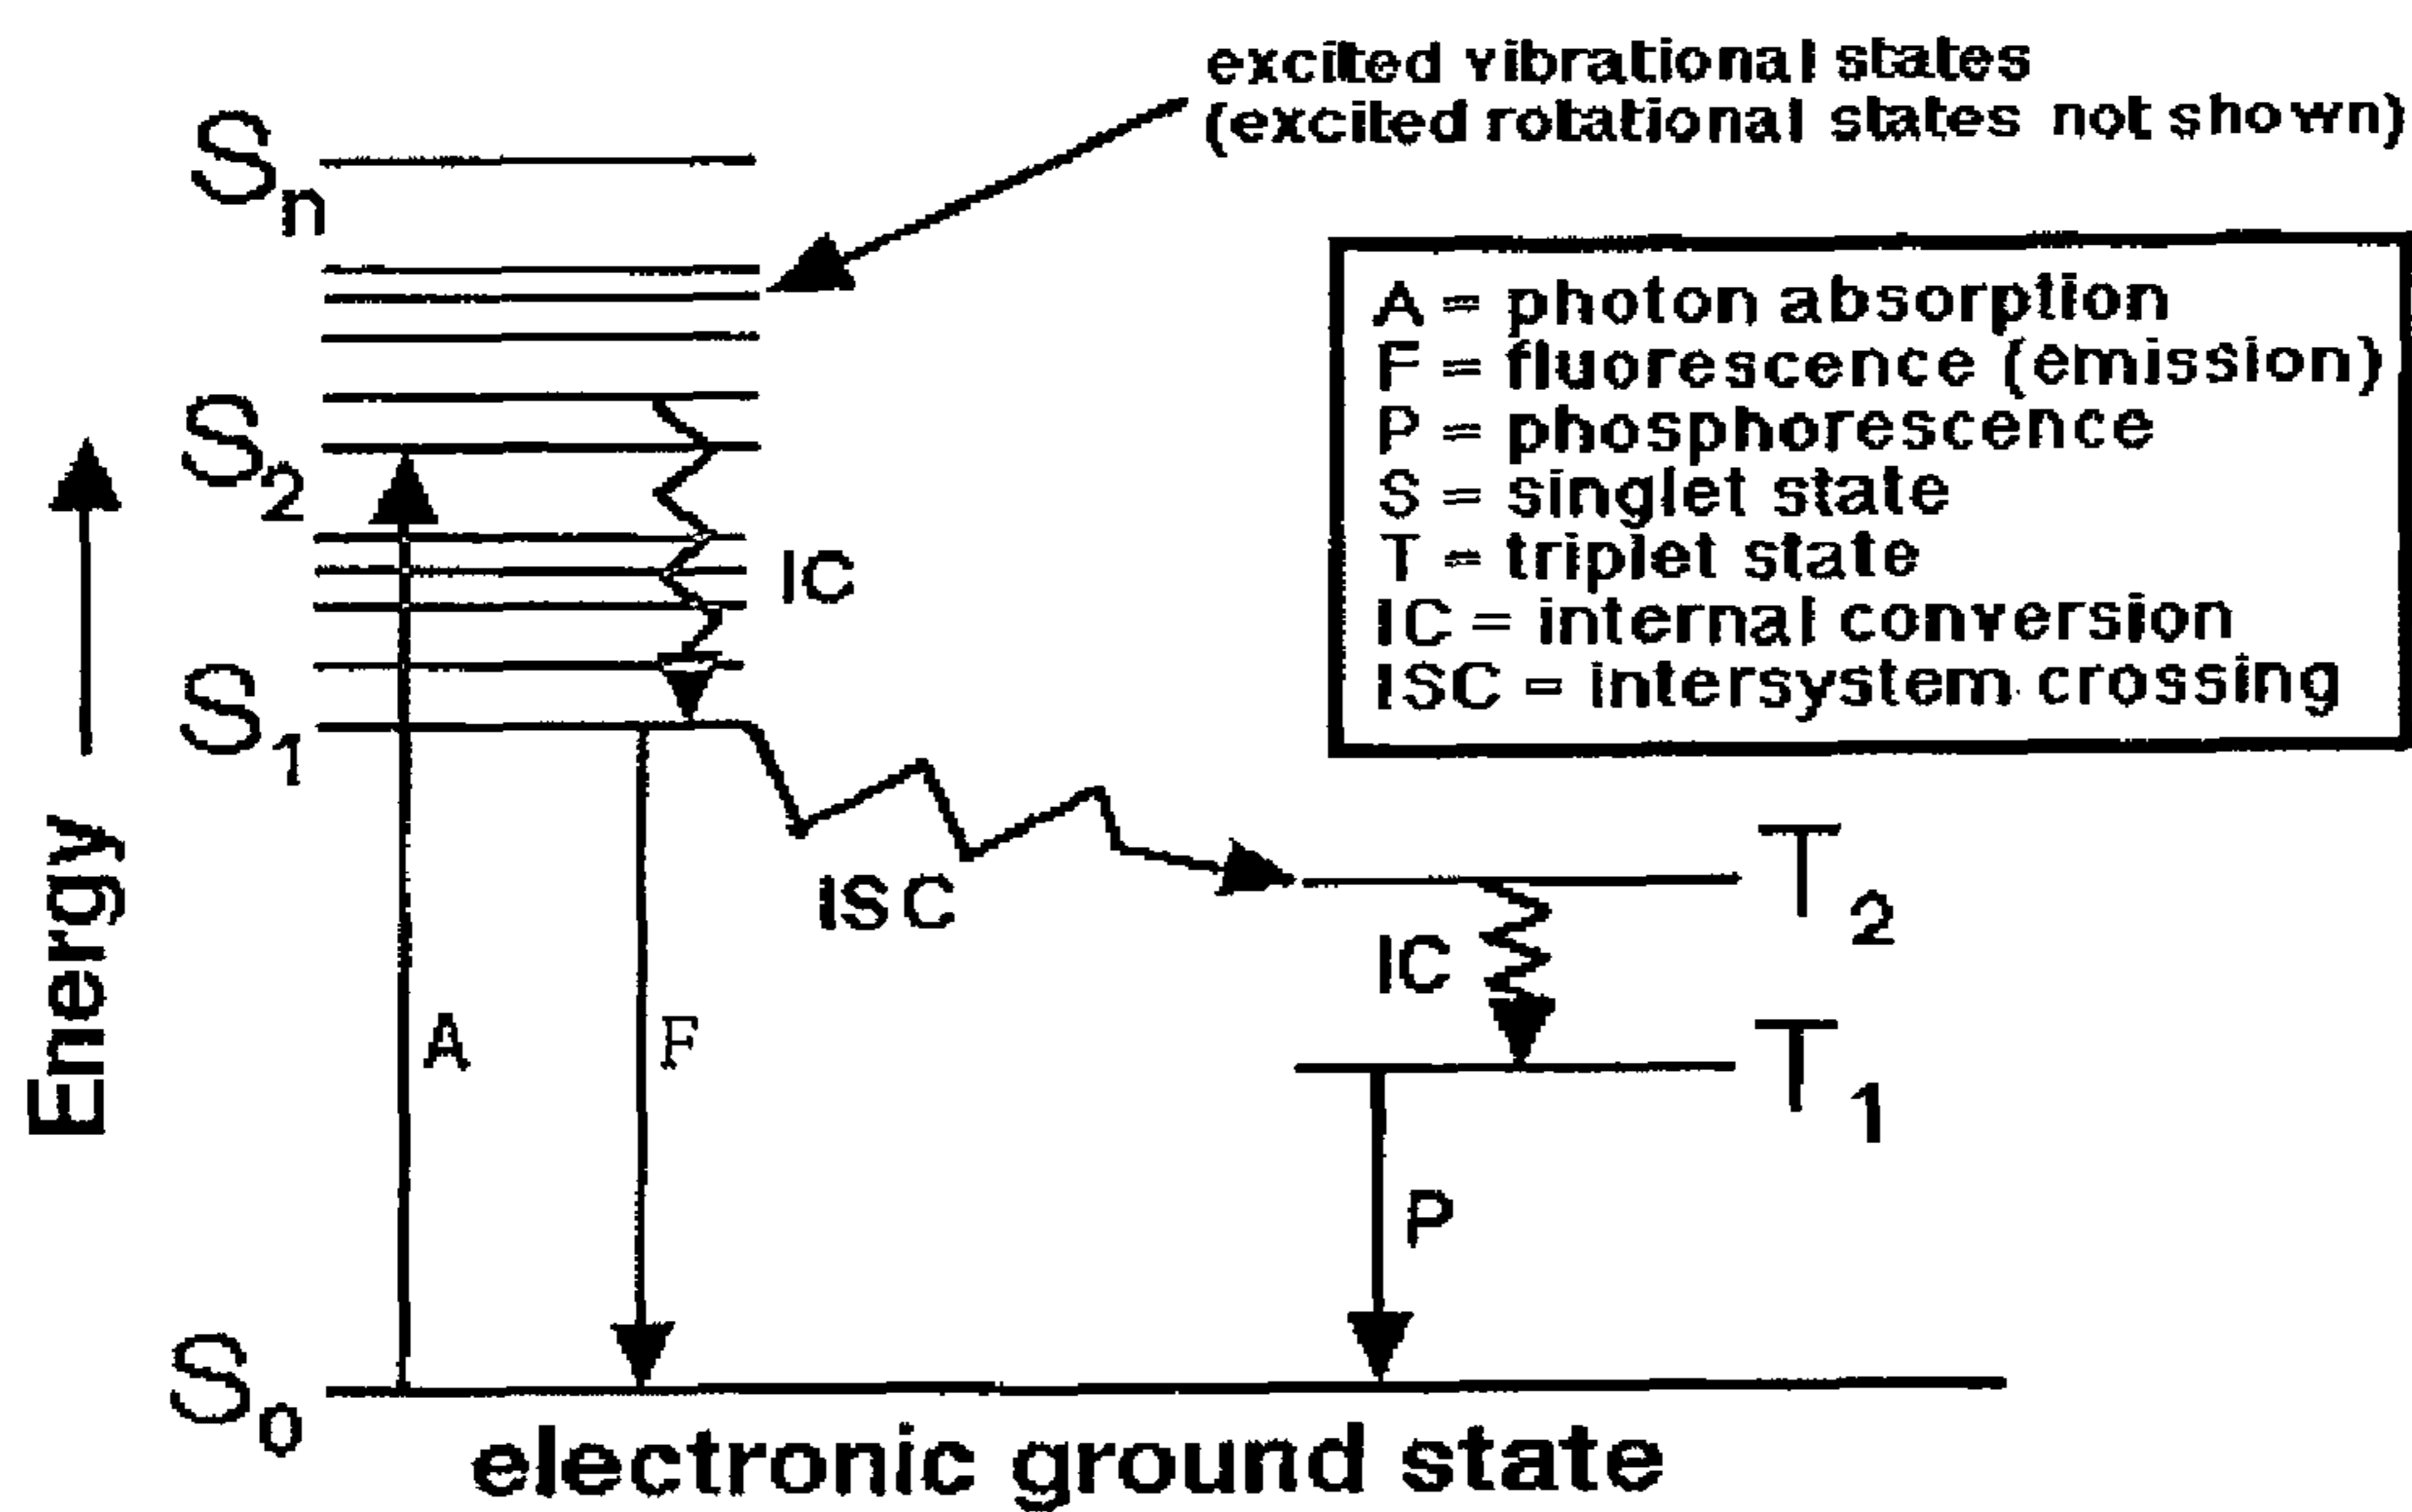 excited vibrational states
(excited rotational states not shown)
Sn
A = photon absorption
F = fluorescence (emission)
P = phosphorescence
S = singlet state
T = triplet state
IC = internal conversion
ISC = intersystem crossing
S2
IC
S1
Energy
ISC
T2
IC
T1
A
F
P
S0
electronic ground state